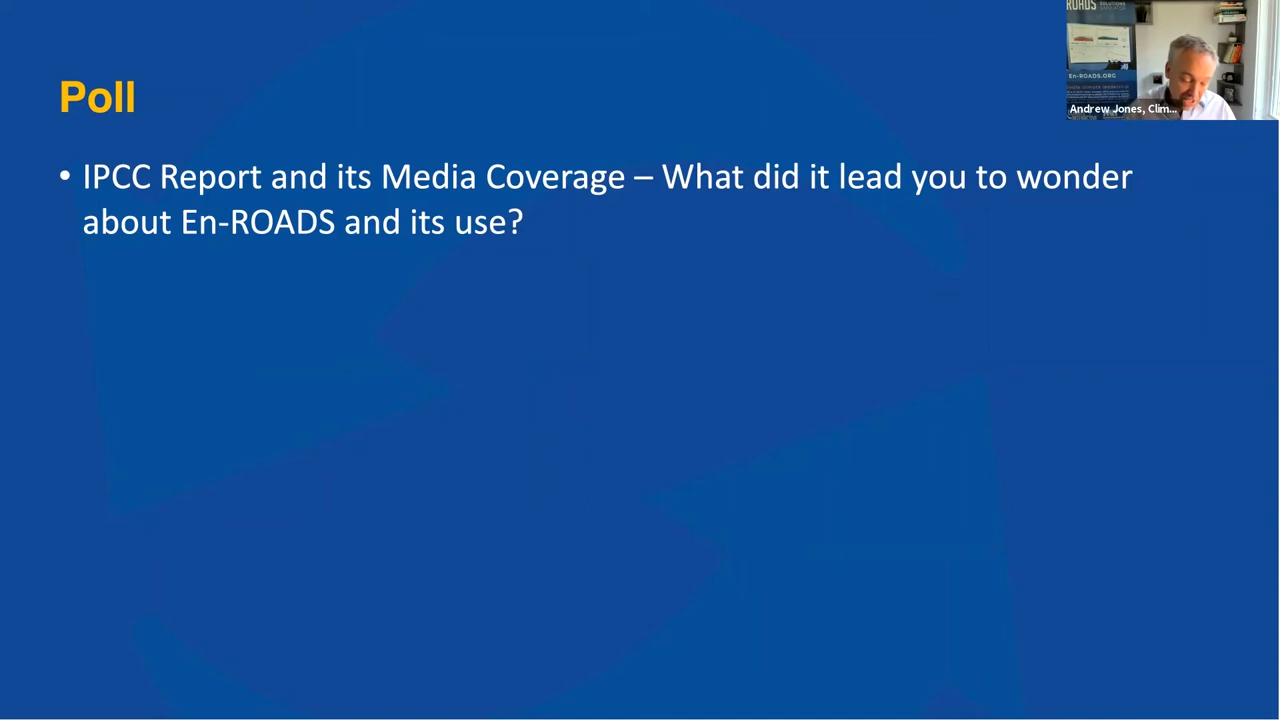 Poll
• IPCC Report and its Media Coverage – What did it lead you to wonder
about En-ROADS and its use?
ROADS
En-ROADS.ORG
Andrew Jones, Clim...